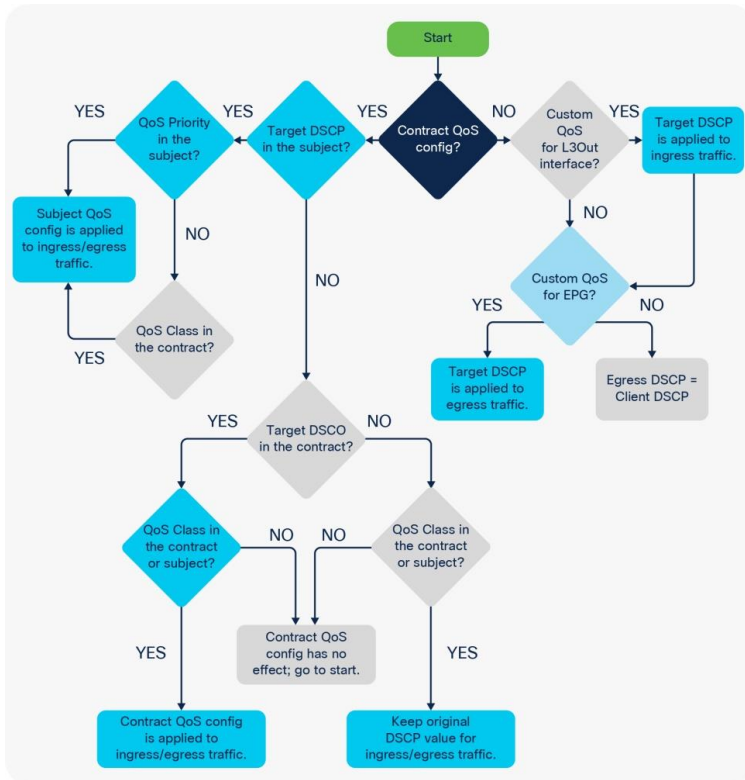 Start
YES
QoS Priority
in the
subject?
YES
Target DSCP
in the subject?
YES
Contract QoS
config?
NO
Custom
QoS
for L3Out
interface?
YES
Target DSCP
is applied to
ingress traffic.
Subject QoS
config is applied
to ingress/egress
traffic.
NO
NO
NO
Custom QoS
for EPG?
YES
NO
YES
QoS Class in
the contract?
Target DSCP
is applied to
egress traffic.
Egress DSCP =
Client DSCP
YES
Target DSCO
in the contract?
NO
QoS Class in
the contract
or subject?
NO
NO
QoS Class in
the contract
or subject?
YES
Contract QoS
config has no
effect; go to start.
YES
Contract QoS config
is applied to
ingress/egress traffic.
Keep original
DSCP value for
ingress/egress traffic.